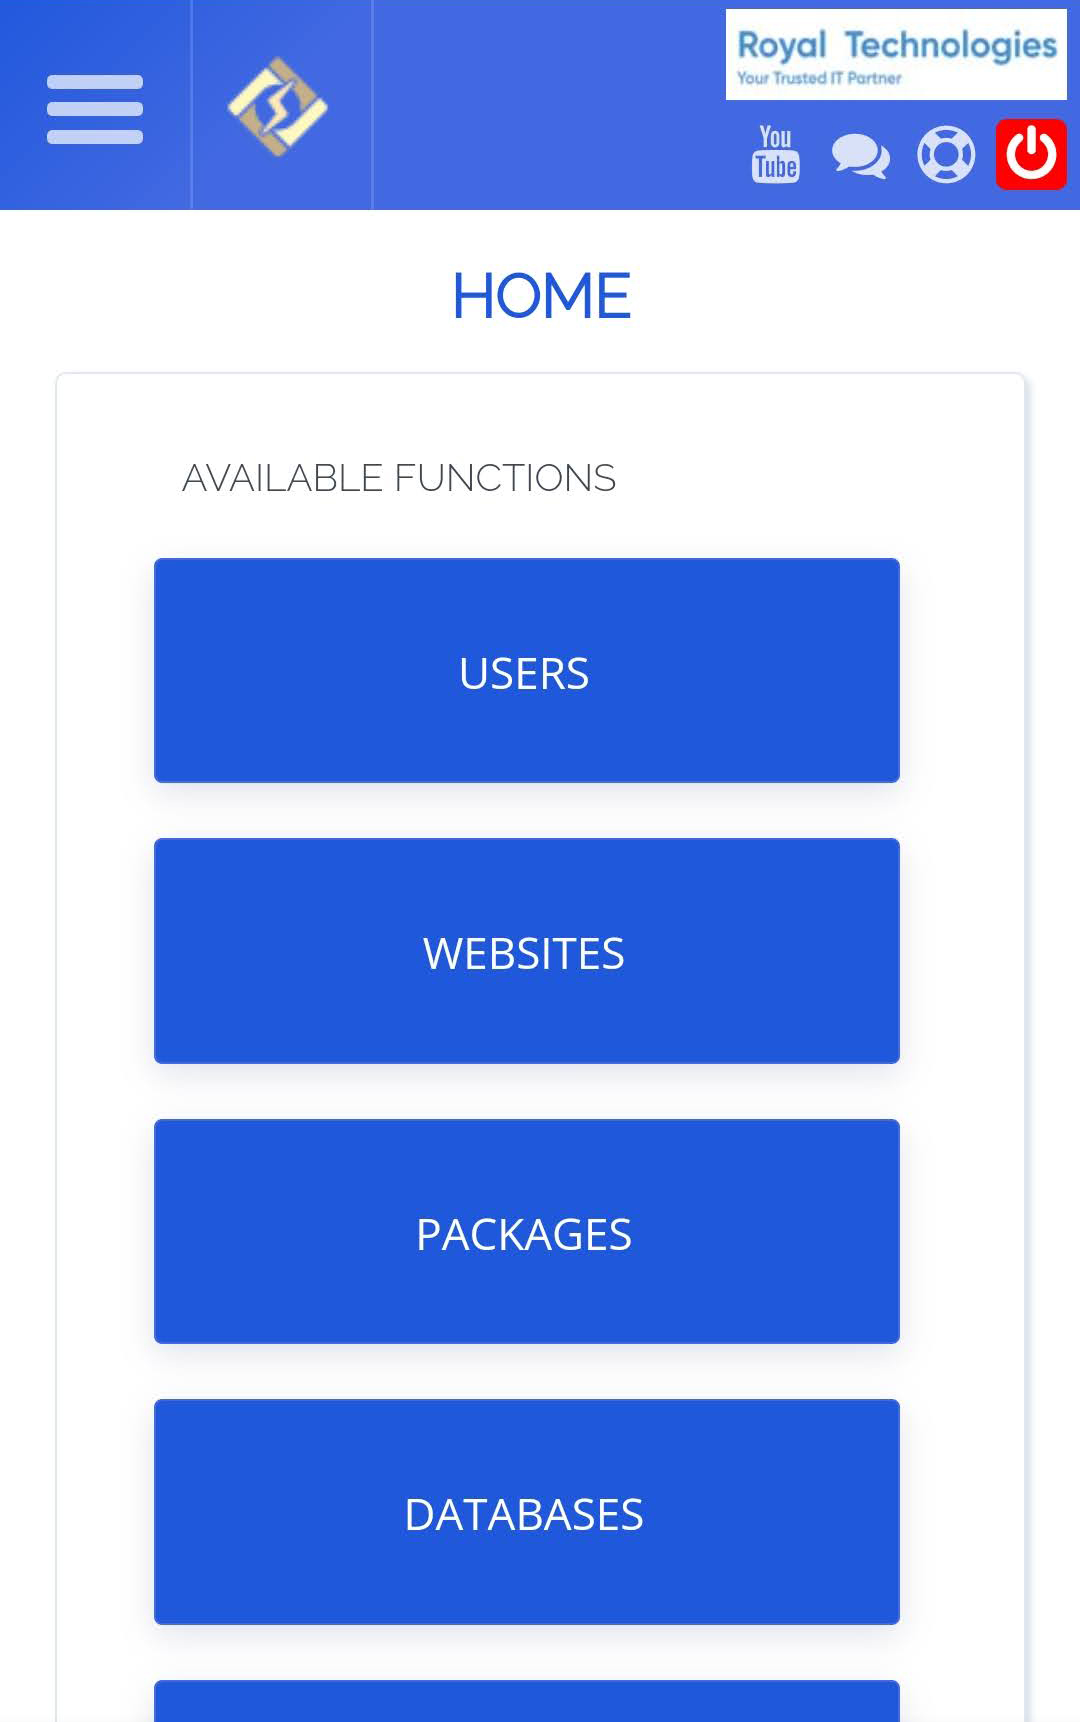 Royal Technologies
Your Trusted IT Partner
You
Tube
HOME
AVAILABLE FUNCTIONS
USERS
WEBSITES
PACKAGES
DATABASES